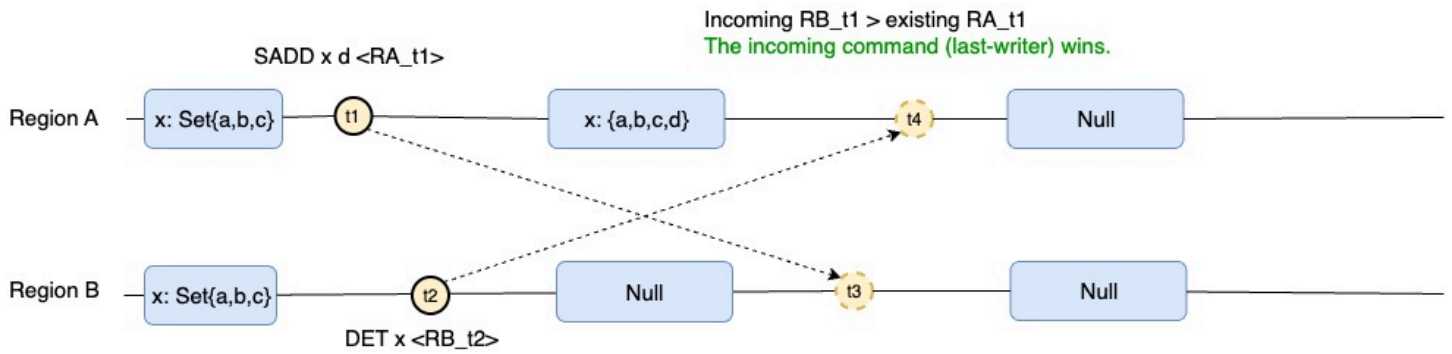 Incoming RB_t1 > existing RA_t1
The incoming command (last-writer) wins.
SADD x d <RA_t1>
Region A
x: Set{a,b,c}
t1
x: {a,b,c,d}
t4
Null
Region B
x: Set{a,b,c}
t2
Null
t3
Null
DET x <RB_t2>